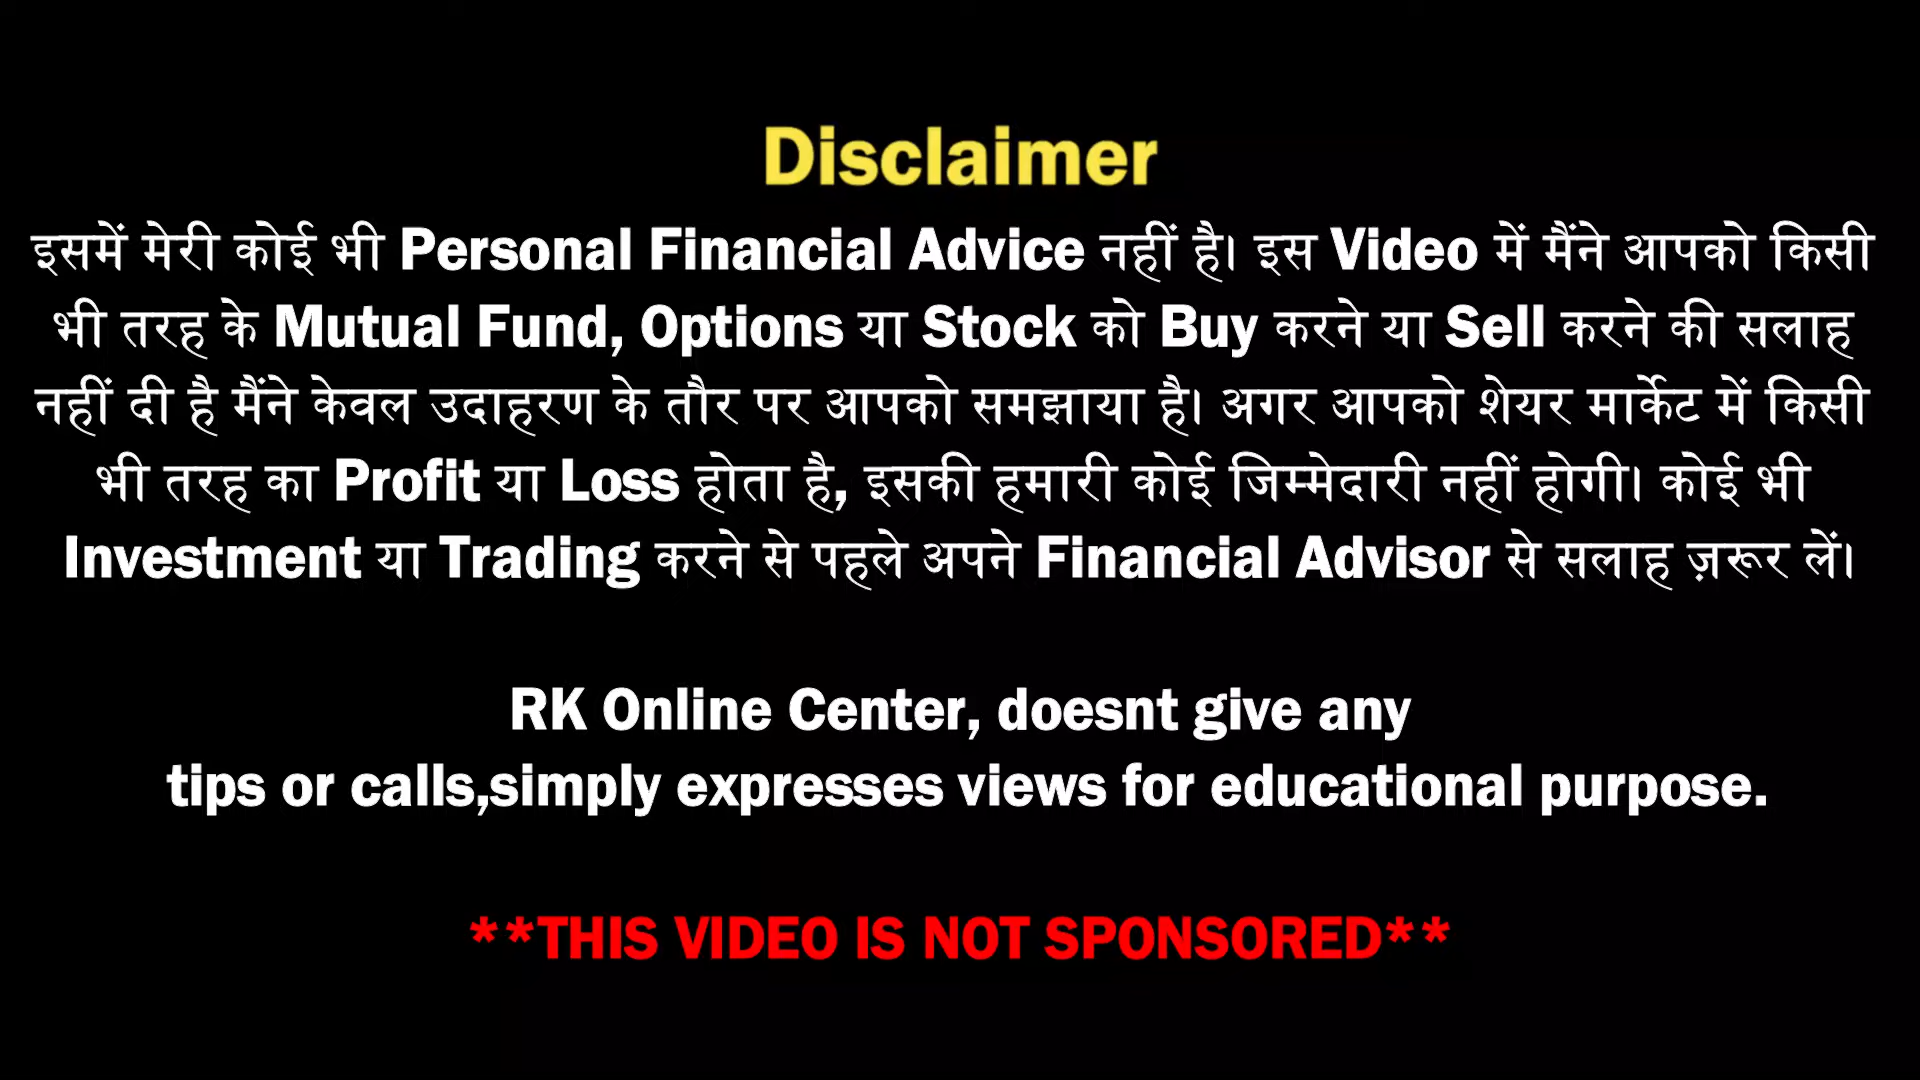 Disclaimer
इसमें मेरी कोई भी Personal Financial Advice नहीं है। इस Video में मैंने आपको किसी
भी तरह के Mutual Fund, Options या Stock को Buy करने या Sell करने की सलाह
नहीं दी है मैंने केवल उदाहरण के तौर पर आपको समझाया है। अगर आपको शेयर मार्केट में किसी
भी तरह का Profit या Loss होता है, इसकी हमारी कोई जिम्मेदारी नहीं होगी। कोई भी
Investment या Trading करने से पहले अपने Financial Advisor से सलाह ज़रूर लें।
RK Online Center, doesnt give any
tips or calls,simply expresses views for educational purpose.
**THIS VIDEO IS NOT SPONSORED**